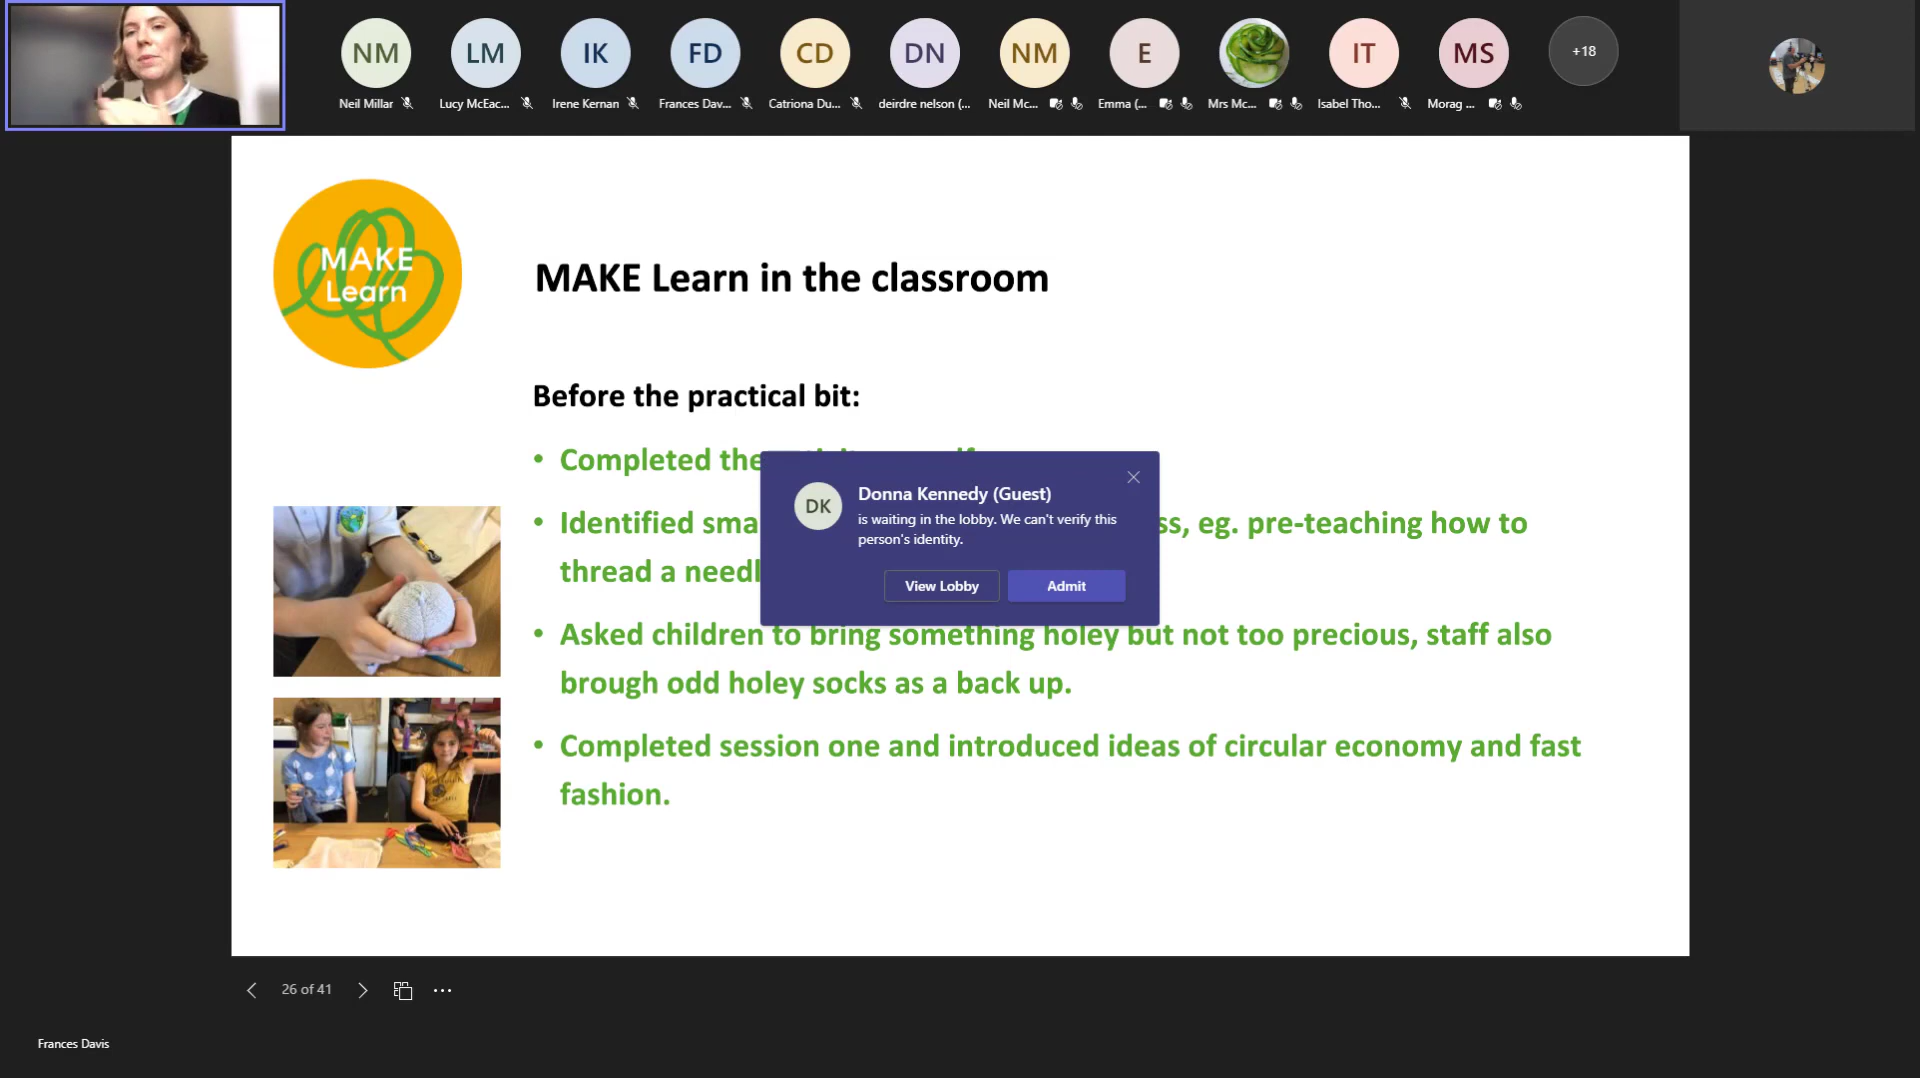 NM LM IK FD CD DN NM E IT MS +18
Neil Millar Lucy McEac... Irene Kernan Frances Dav... Catriona Du... deirdre nelson (... Neil Mc... Emma (... Mrs Mc... Isabel Tho... Morag ...
MAKE
Learn
MAKE Learn in the classroom
Before the practical bit:
• Completed the
DK
Donna Kennedy (Guest)
is waiting in the lobby. We can't verify this
person's identity.
View Lobby Admit
• Identified sma ss, eg. pre-teaching how to
thread a needl
• Asked children to bring something holey but not too precious, staff also
brough odd holey socks as a back up.
• Completed session one and introduced ideas of circular economy and fast
fashion.
26 of 41
Frances Davis